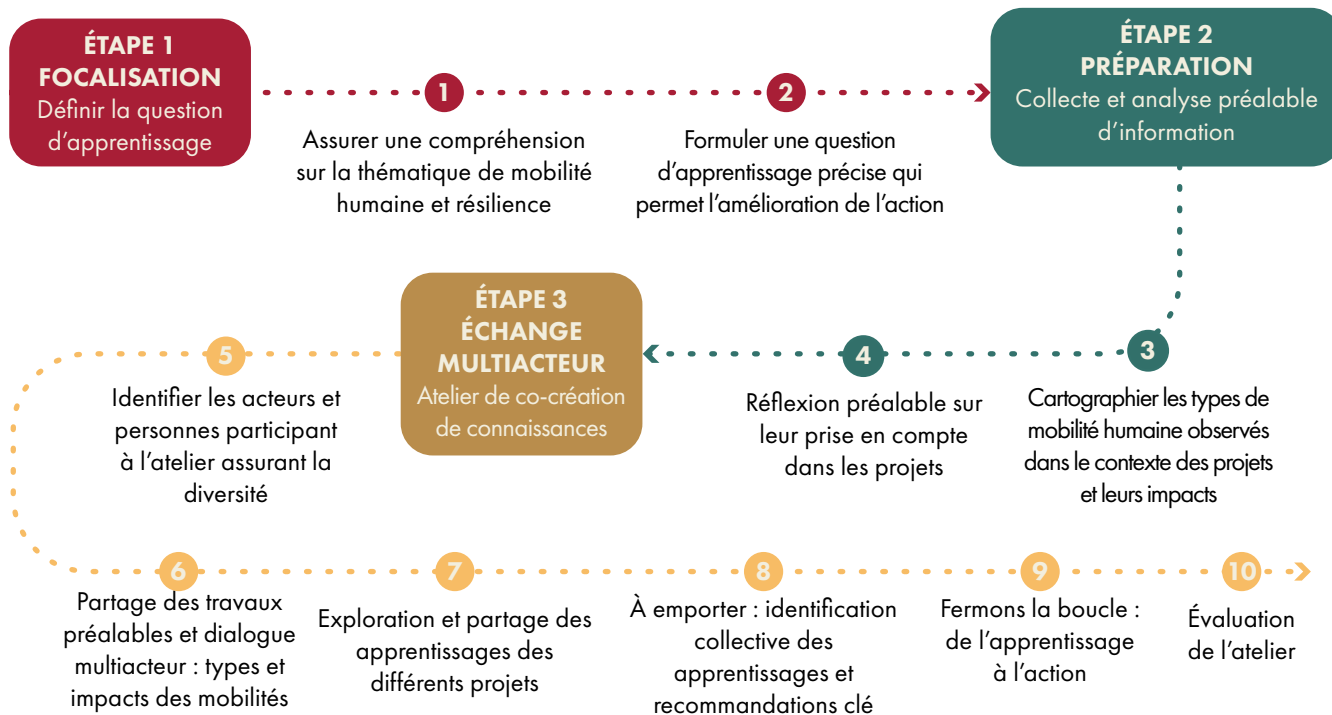 ÉTAPE 1
FOCALISATION
Définir la question
d'apprentissage
1
Assurer une compréhension
sur la thématique de mobilité
humaine et résilience
2
Formuler une question
d'apprentissage précise qui
permet l'amélioration de l'action
ÉTAPE 2
PRÉPARATION
Collecte et analyse préalable
d'information
3
Cartographier les types de
mobilité humaine observés
dans le contexte des projets
et leurs impacts
4
Réflexion préalable sur
leur prise en compte
dans les projets
ÉTAPE 3
ÉCHANGE
MULTIACTEUR
Atelier de co-création
de connaissances
5
Identifier les acteurs et
personnes participant
à l'atelier assurant la
diversité
6
Partage des travaux
préalables et dialogue
multiacteur : types et
impacts des mobilités
7
Exploration et partage des
apprentissages des
différents projets
8
À emporter : identification
collective des
apprentissages et
recommandations clé
9
Fermons la boucle :
de l'apprentissage
à l'action
10
Évaluation
de l'atelier